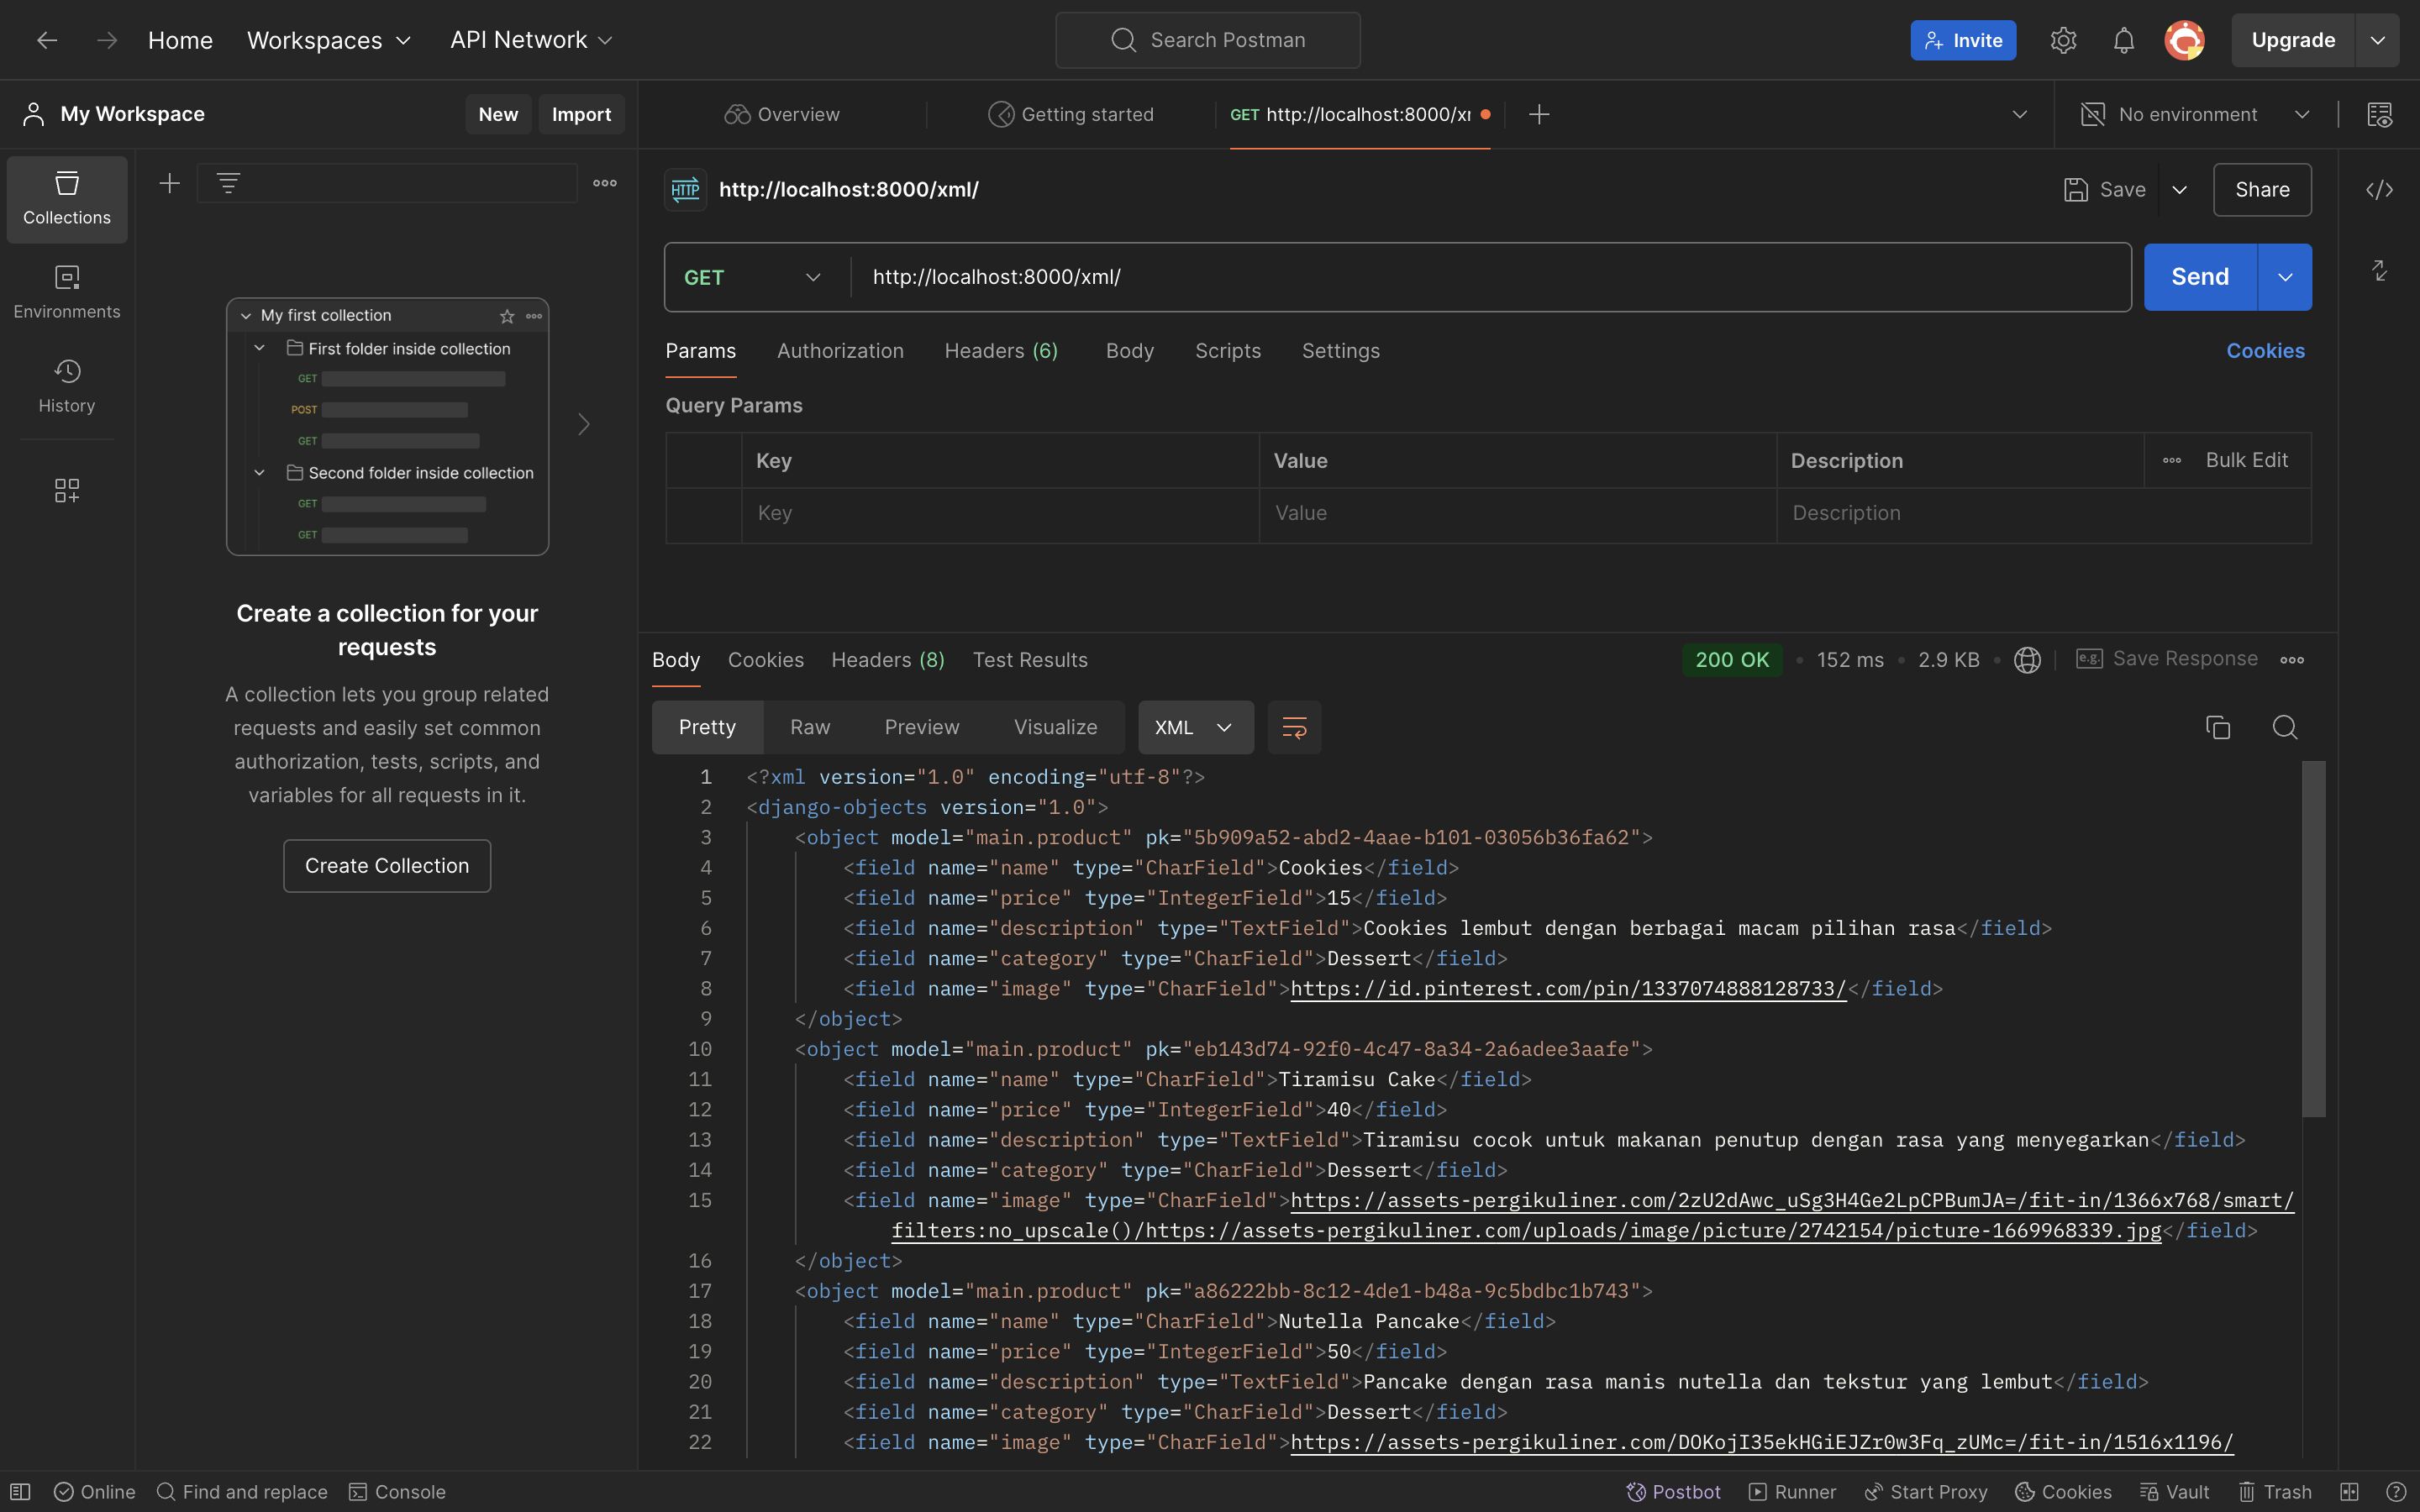 Home Workspaces API Network Search Postman Invite Upgrade
My Workspace New Import Overview Getting started GET http://localhost:8000/xr No environment
Collections
Environments
History
My first collection
First folder inside collection
GET
POST
GET
Second folder inside collection
GET
GET
Create a collection for your
requests
A collection lets you group related
requests and easily set common
authorization, tests, scripts, and
variables for all requests in it.
Create Collection
HTTP http://localhost:8000/xml/ Save Share
GET http://localhost:8000/xml/ Send
Params Authorization Headers (6) Body Scripts Settings Cookies
Query Params
Key Value Description Bulk Edit
Key Value Description
Body Cookies Headers (8) Test Results 200 OK 152 ms 2.9 KB e.g. Save Response
Pretty Raw Preview Visualize XML
1 <?xml version="1.0" encoding="utf-8"?>
2 <django-objects version="1.0">
3 <object model="main.product" pk="5b909a52-abd2-4aae-b101-03056b36fa62">
4 <field name="name" type="CharField">Cookies</field>
5 <field name="price" type="IntegerField">15</field>
6 <field name="description" type="TextField">Cookies lembut dengan berbagai macam pilihan rasa</field>
7 <field name="category" type="CharField">Dessert</field>
8 <field name="image" type="CharField">https://id.pinterest.com/pin/1337074888128733/</field>
9 </object>
10 <object model="main.product" pk="eb143d74-92f0-4c47-8a34-2a6adee3aafe">
11 <field name="name" type="CharField">Tiramisu Cake</field>
12 <field name="price" type="IntegerField">40</field>
13 <field name="description" type="TextField">Tiramisu cocok untuk makanan penutup dengan rasa yang menyegarkan</field>
14 <field name="category" type="CharField">Dessert</field>
15 <field name="image" type="CharField">https://assets-pergikuliner.com/2zU2dAwc_uSg3H4Ge2LpCPBumJA=/fit-in/1366x768/smart/
filters:no_upscale()/https://assets-pergikuliner.com/uploads/image/picture/2742154/picture-1669968339.jpg</field>
16 </object>
17 <object model="main.product" pk="a86222bb-8c12-4de1-b48a-9c5bdbc1b743">
18 <field name="name" type="CharField">Nutella Pancake</field>
19 <field name="price" type="IntegerField">50</field>
20 <field name="description" type="TextField">Pancake dengan rasa manis nutella dan tekstur yang lembut</field>
21 <field name="category" type="CharField">Dessert</field>
22 <field name="image" type="CharField">https://assets-pergikuliner.com/DOKojI35ekHGiEJZr0w3Fq_zUMc=/fit-in/1516x1196/
Online Find and replace Console Postbot Runner Start Proxy Cookies Vault Trash